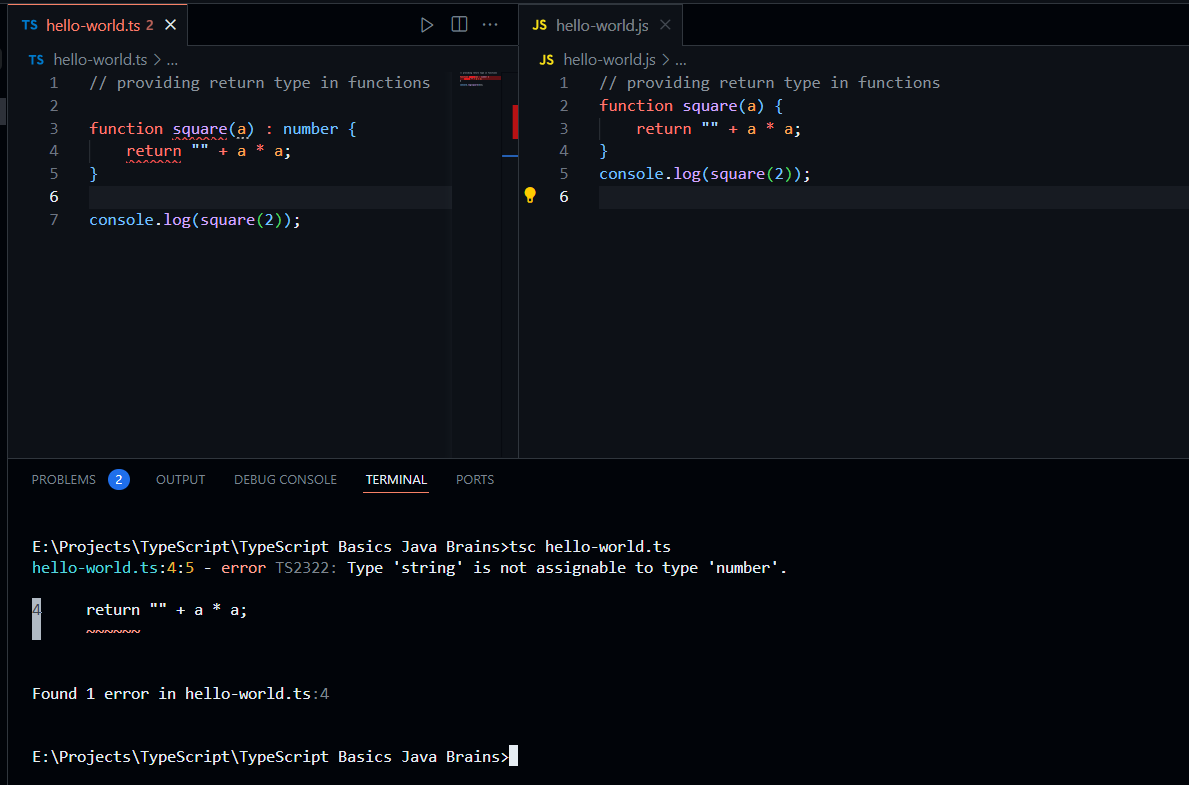 TS hello-world.ts 2
TS hello-world.ts > ...
1 // providing return type in functions
2
3 function square(a) : number {
4 return "" + a * a;
5 }
6
7 console.log(square(2));
JS hello-world.js
JS hello-world.js > ...
1 // providing return type in functions
2 function square(a) {
3 return "" + a * a;
4 }
5 console.log(square(2));
6
PROBLEMS 2 OUTPUT DEBUG CONSOLE TERMINAL PORTS
E:\Projects\TypeScript\TypeScript Basics Java Brains>tsc hello-world.ts
hello-world.ts:4:5 - error TS2322: Type 'string' is not assignable to type 'number'.
4 return "" + a * a;
~~~~~~
Found 1 error in hello-world.ts:4
E:\Projects\TypeScript\TypeScript Basics Java Brains>